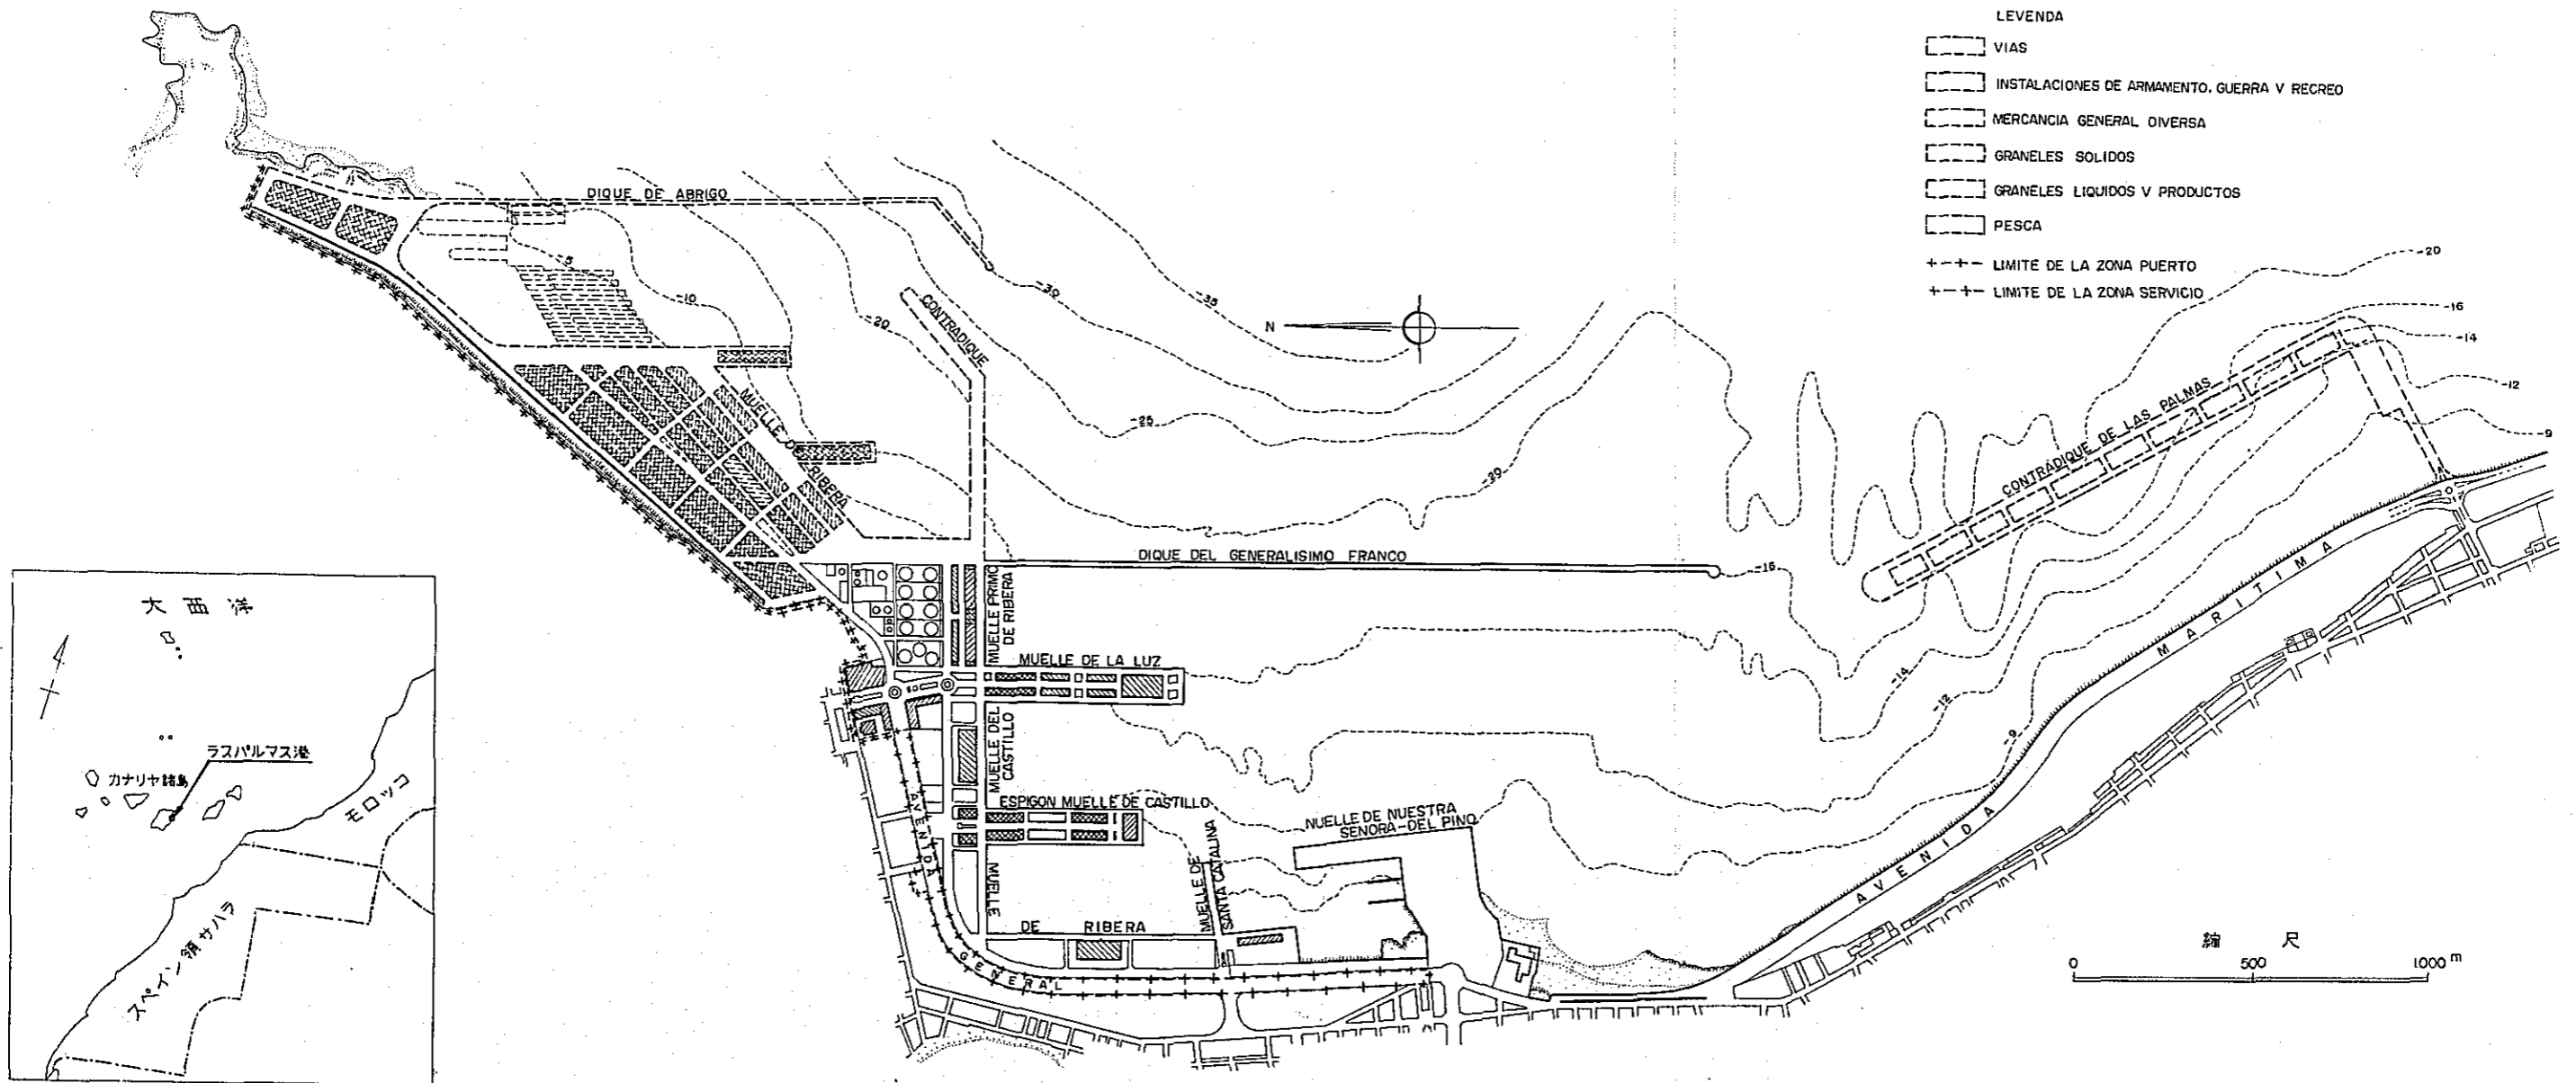 LEVENDA
VIAS
INSTALACIONES DE ARMAMENTO. GUERRA V RECREO
MERCANCIA GENERAL DIVERSA
GRANELES SOLIDOS
GRANELES LIQUIDOS V PRODUCTOS
PESCA
LIMITE DE LA ZONA PUERTO
LIMITE DE LA ZONA SERVICIO
DIQUE DE ABRIGO
CONTRADIQUE
MUELLE DE RIBERA
-5
-10
-20
-30
-35
-25
-20
N
-20
-16
-14
-12
-9
CONTRADIQUE DE LAS PALMAS
DIQUE DEL GENERALISIMO FRANCO
-16
MUELLE PRIMO
DE RIBERA
MUELLE DE LA LUZ
MUELLE DEL
CASTILLO
ESPIGON MUELLE DE CASTILLO
MUELLE
DE RIBERA
MUELLE DE
SANTA CATALINA
NUELLE DE NUESTRA
SENORA-DEL PINO
-14
-12
-9
AVENIDA
GENERAL
AVENIDA MARITIMA
縮 尺
0 500 1000 m
大西洋
ラスパルマス港
カナリヤ諸島
モロッコ
スペイン領サハラ